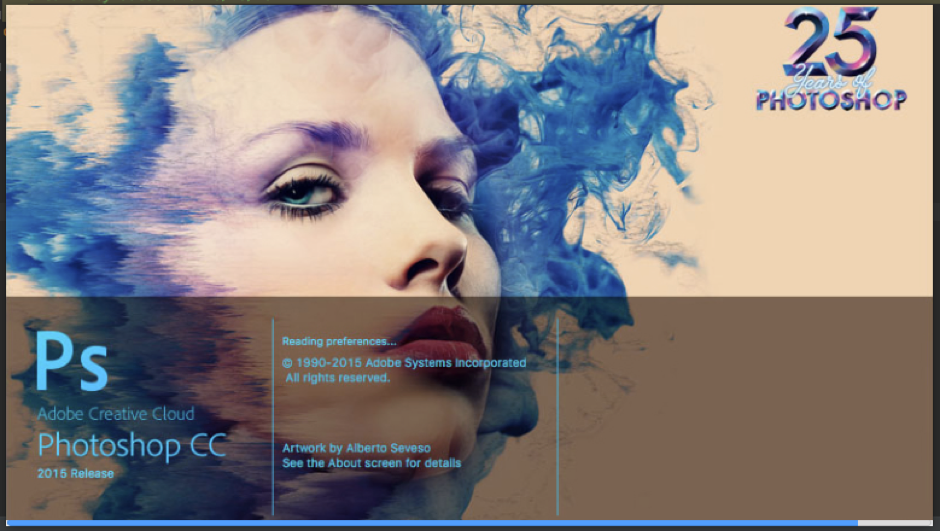 25
Years of
PHOTOSHOP
Ps
Adobe Creative Cloud
Photoshop CC
2015 Release
Reading preferences...
© 1990-2015 Adobe Systems Incorporated
All rights reserved.
Artwork by Alberto Seveso
See the About screen for details